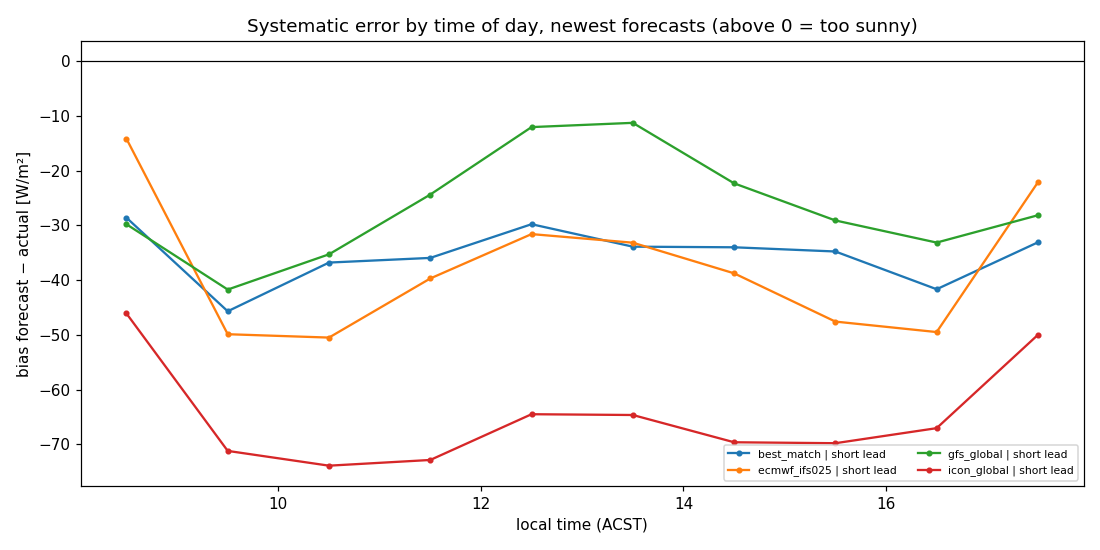 Systematic error by time of day, newest forecasts (above 0 = too sunny)
bias forecast − actual [W/m²]
0
−10
−20
−30
−40
−50
−60
−70
10 12 14 16
local time (ACST)
best_match | short lead
ecmwf_ifs025 | short lead
gfs_global | short lead
icon_global | short lead